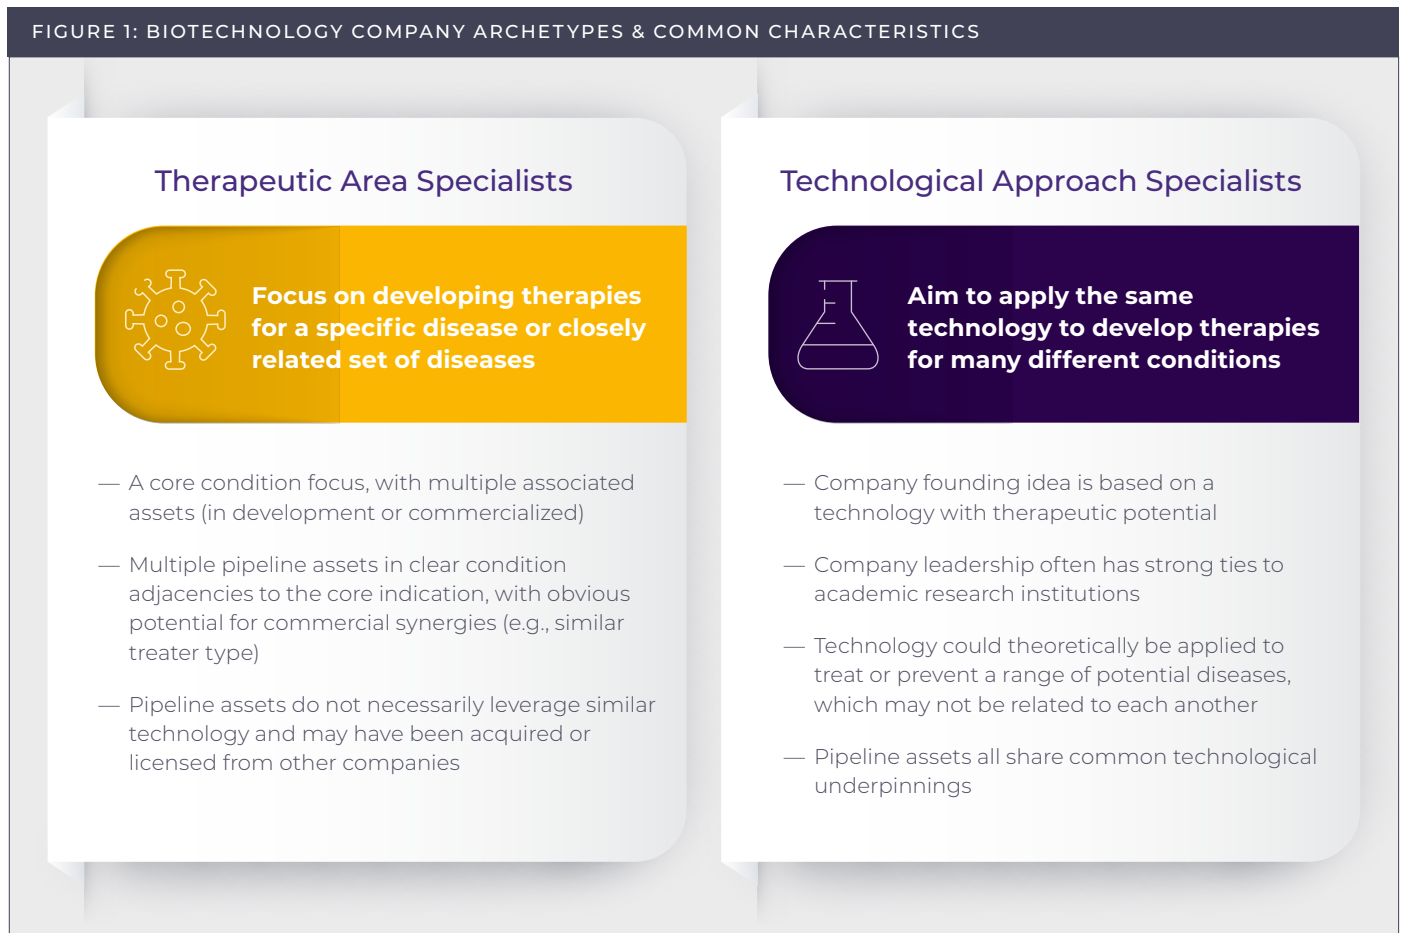 FIGURE 1: BIOTECHNOLOGY COMPANY ARCHETYPES & COMMON CHARACTERISTICS
Therapeutic Area Specialists
Focus on developing therapies
for a specific disease or closely
related set of diseases
— A core condition focus, with multiple associated
assets (in development or commercialized)
— Multiple pipeline assets in clear condition
adjacencies to the core indication, with obvious
potential for commercial synergies (e.g., similar
treater type)
— Pipeline assets do not necessarily leverage similar
technology and may have been acquired or
licensed from other companies
Technological Approach Specialists
Aim to apply the same
technology to develop therapies
for many different conditions
— Company founding idea is based on a
technology with therapeutic potential
— Company leadership often has strong ties to
academic research institutions
— Technology could theoretically be applied to
treat or prevent a range of potential diseases,
which may not be related to each another
— Pipeline assets all share common technological
underpinnings